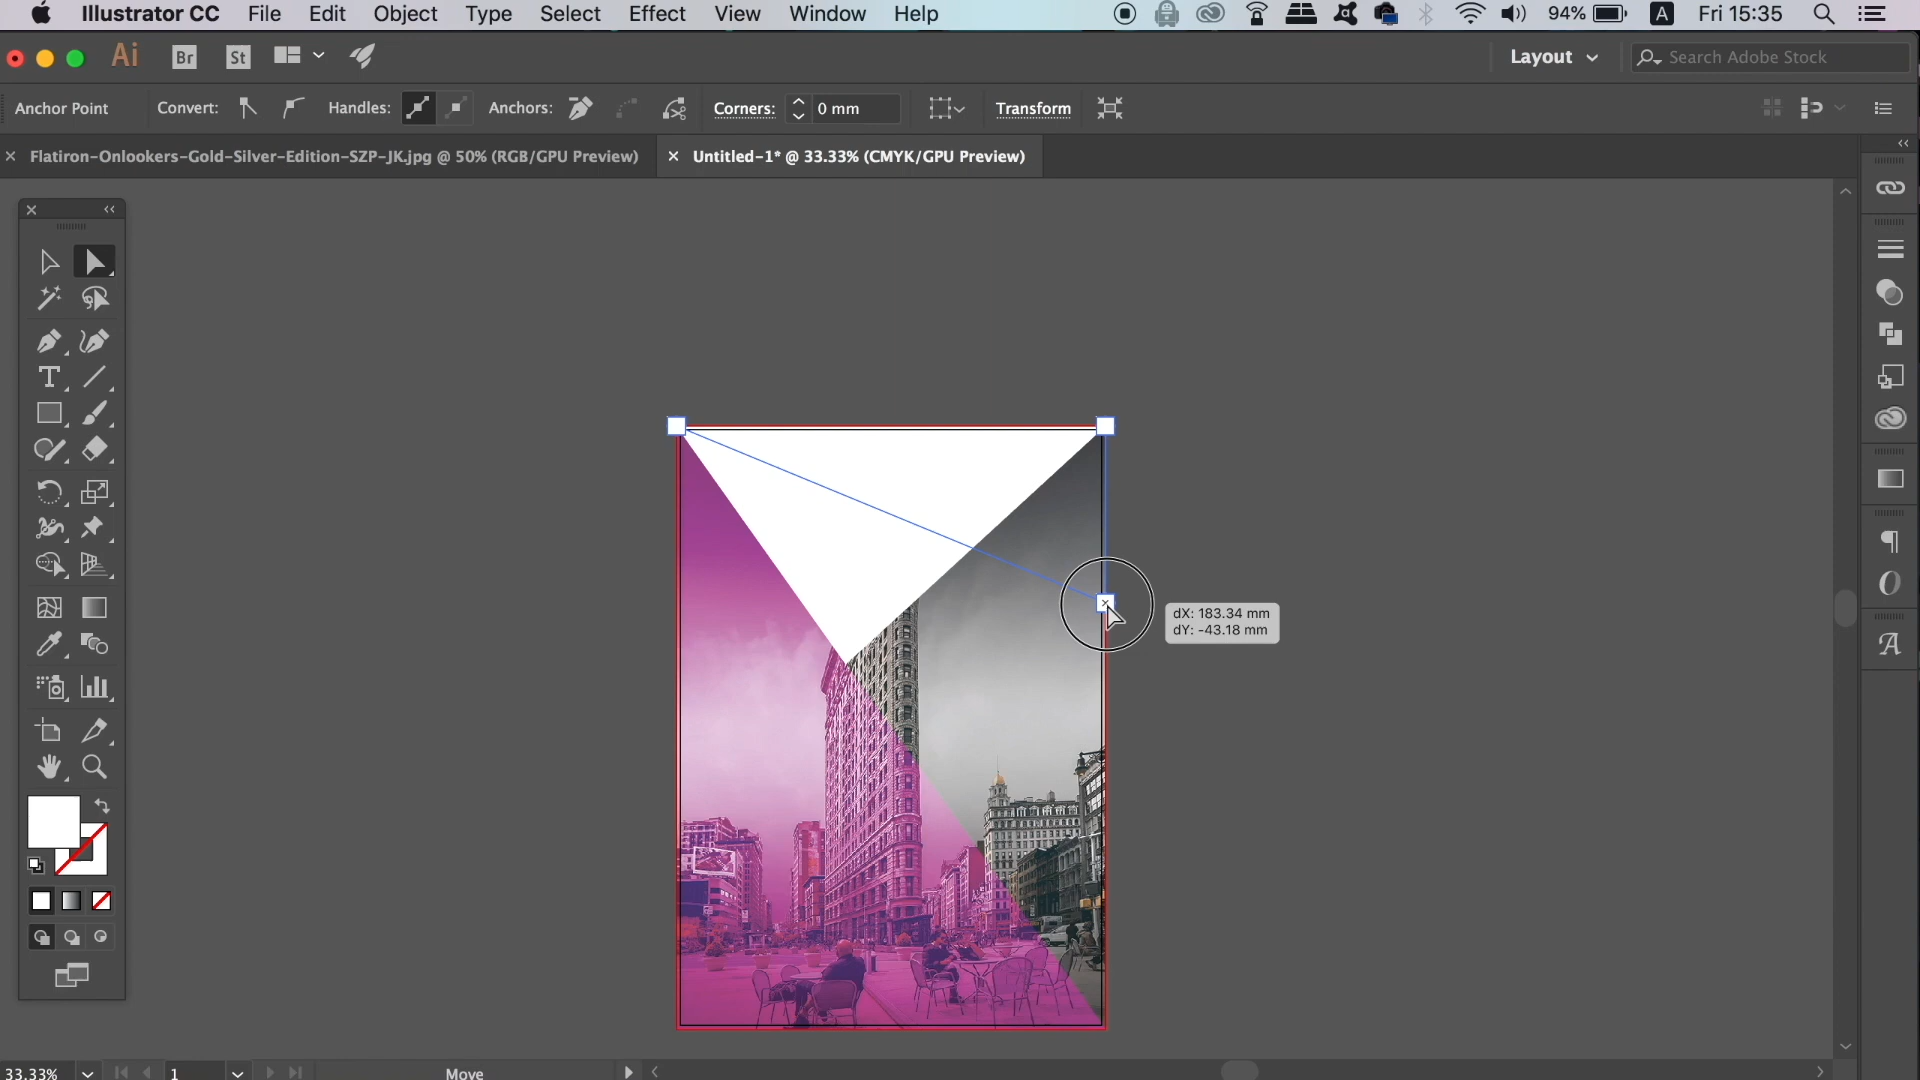 Illustrator CC File Edit Object Type Select Effect View Window Help 94% A Fri 15:35
Ai Br St Layout Search Adobe Stock
Anchor Point Convert: Handles: Anchors: Corners: 0 mm Transform
Flatiron-Onlookers-Gold-Silver-Edition-SZP-JK.jpg @ 50% (RGB/GPU Preview) Untitled-1* @ 33.33% (CMYK/GPU Preview)
dX: 183.34 mm
dY: -43.18 mm
33.33% 1 Move